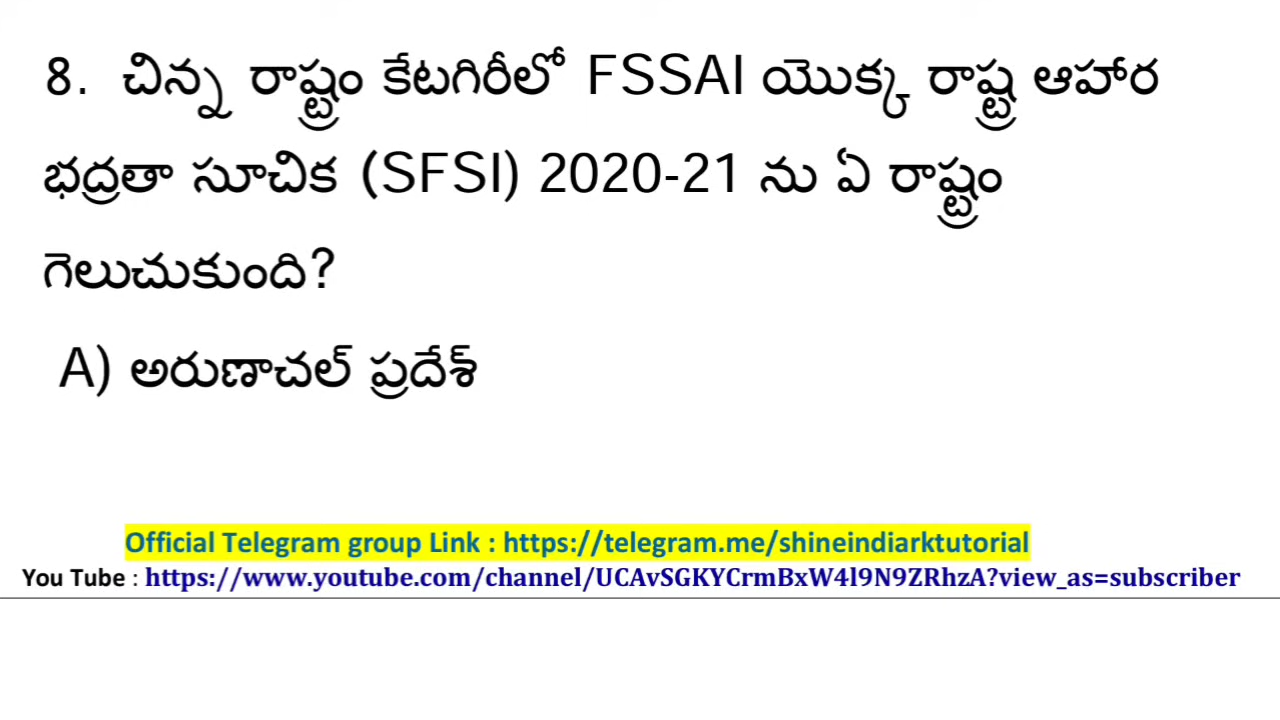 8. చిన్న రాష్ట్రం కేటగిరీలో FSSAI యొక్క రాష్ట్ర ఆహార
భద్రతా సూచిక (SFSI) 2020-21 ను ఏ రాష్ట్రం
గెలుచుకుంది?
A) అరుణాచల్ ప్రదేశ్
Official Telegram group Link : https://telegram.me/shineindiarktutorial
You Tube : https://www.youtube.com/channel/UCAvSGKYCrmBxW4l9N9ZRhzA?view_as=subscriber